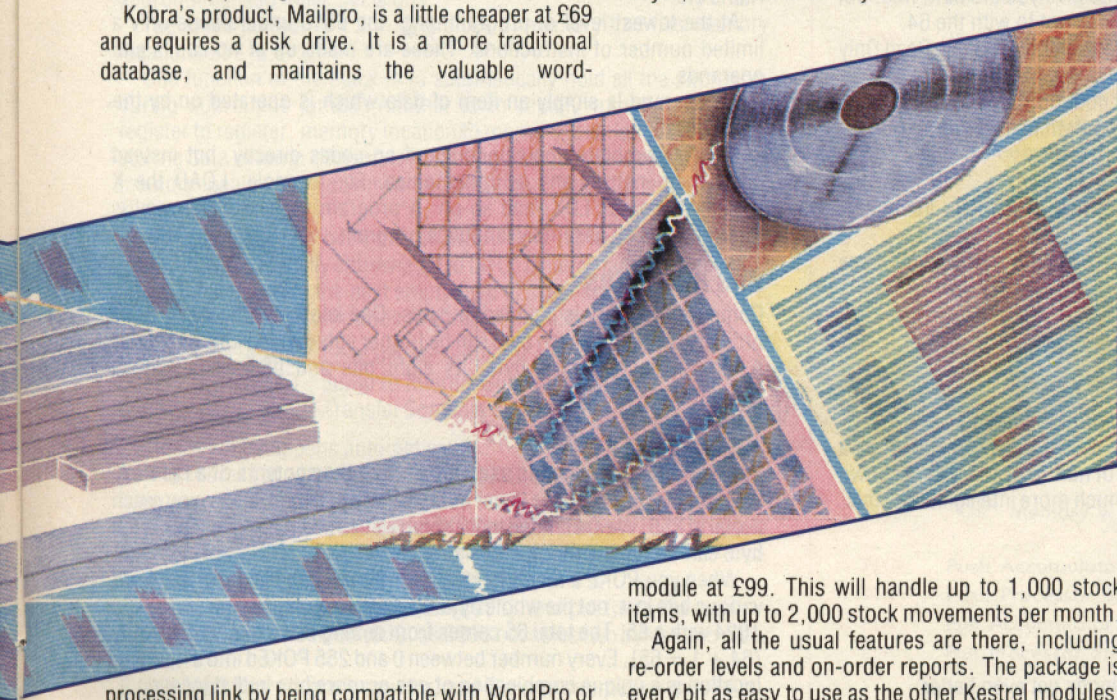 Kobra's product, Mailpro, is a little cheaper at £69
and requires a disk drive. It is a more traditional
database, and maintains the valuable word-
processing link by being compatible with WordPro or
module at £99. This will handle up to 1,000 stock
items, with up to 2,000 stock movements per month.
Again, all the usual features are there, including
reorder levels and on-order reports. The package is
every bit as easy to use as the other Kestrel modules,